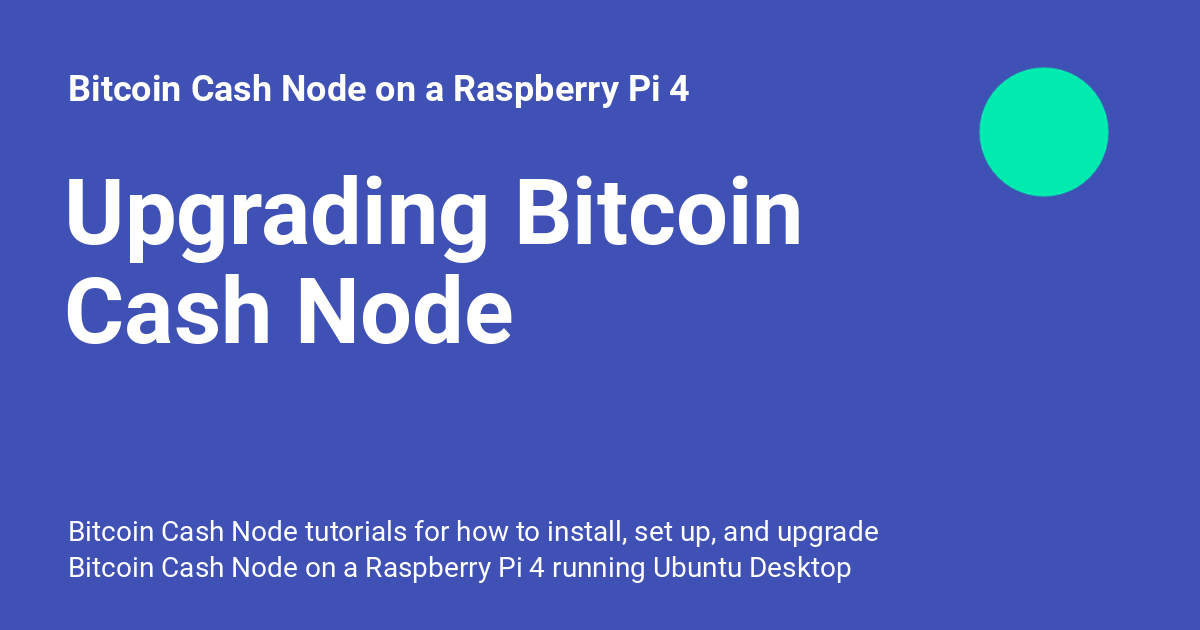 Bitcoin Cash Node on a Raspberry Pi 4
Upgrading Bitcoin
Cash Node
Bitcoin Cash Node tutorials for how to install, set up, and upgrade
Bitcoin Cash Node on a Raspberry Pi 4 running Ubuntu Desktop